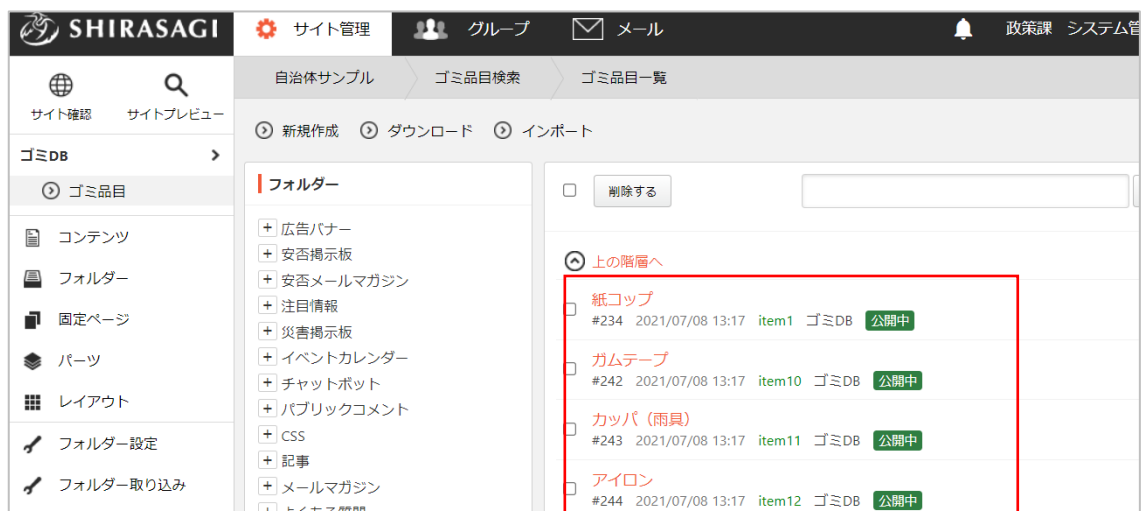 SHIRASAGI
サイト管理
グループ
メール
政策課 システム管
サイト確認
サイトプレビュー
自治体サンプル
ゴミ品目検索
ゴミ品目一覧
新規作成
ダウンロード
インポート
ゴミDB
ゴミ品目
コンテンツ
フォルダー
固定ページ
パーツ
レイアウト
フォルダー設定
フォルダー取り込み
フォルダー
広告バナー
安否掲示板
安否メールマガジン
注目情報
災害掲示板
イベントカレンダー
チャットボット
パブリックコメント
CSS
記事
メールマガジン
よくある質問
削除する
上の階層へ
紙コップ
#234 2021/07/08 13:17 item1 ゴミDB 公開中
ガムテープ
#242 2021/07/08 13:17 item10 ゴミDB 公開中
カッパ（雨具）
#243 2021/07/08 13:17 item11 ゴミDB 公開中
アイロン
#244 2021/07/08 13:17 item12 ゴミDB 公開中